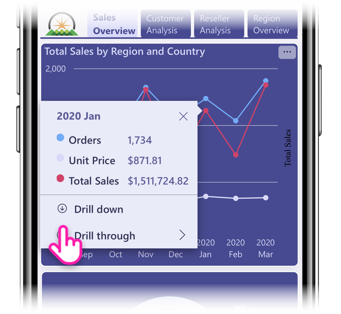 Sales Overview
Customer Analysis
Reseller Analysis
Region Overview
Total Sales by Region and Country
2,000
2020 Jan
Orders 1,734
Unit Price $871.81
Total Sales $1,511,724.82
Drill down
Drill through
Total Sales
Oct Nov Dec 2020 Jan 2020 Feb 2020 Mar